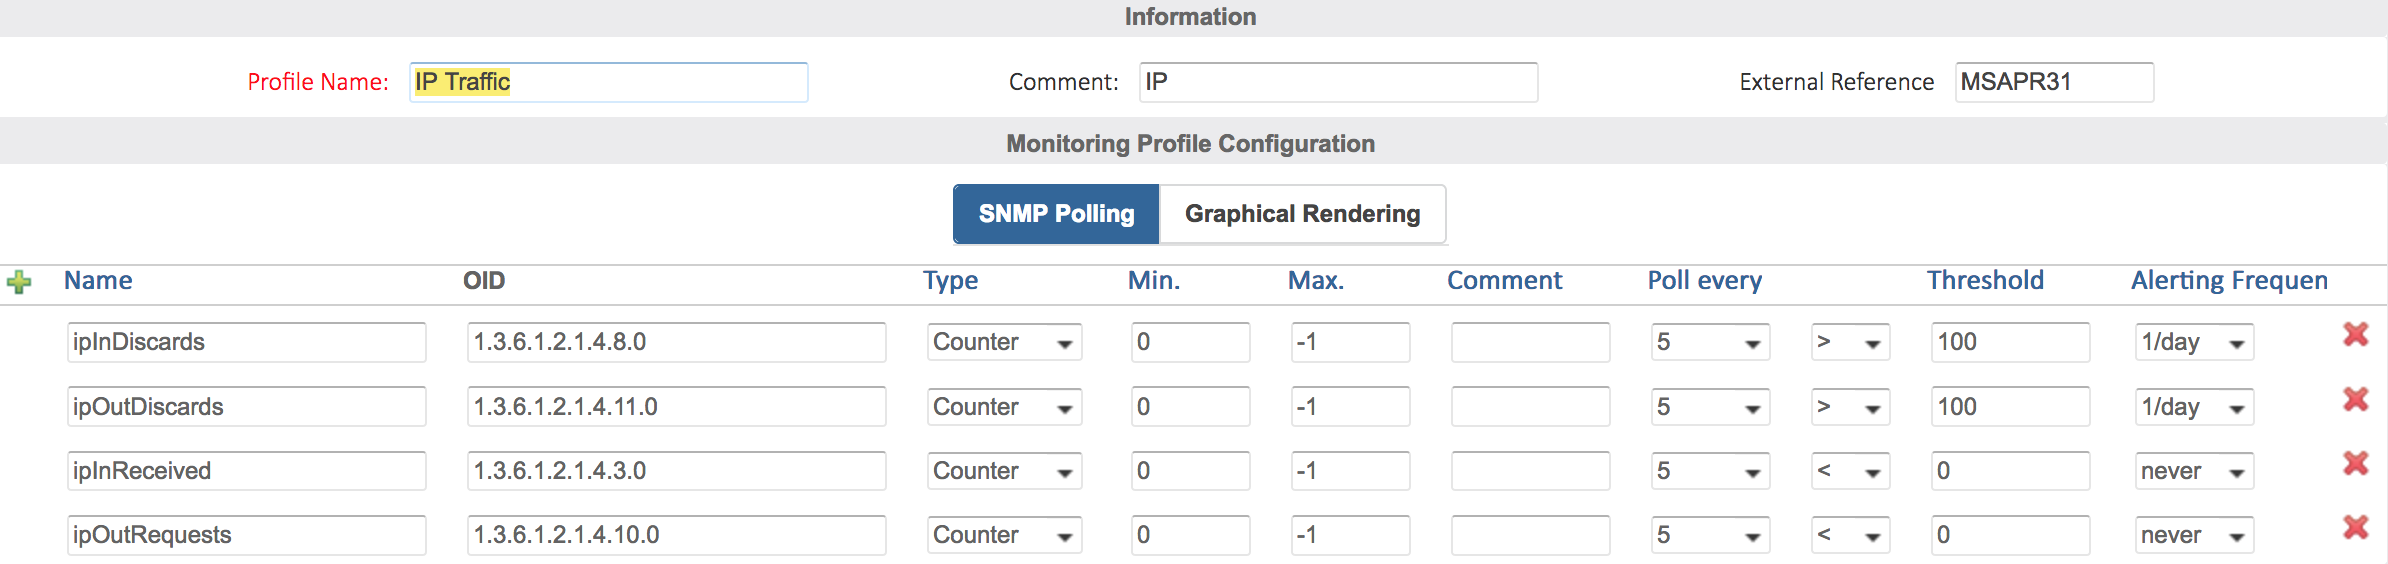 Information
Profile Name: IP Traffic Comment: IP External Reference MSAPR31
Monitoring Profile Configuration
SNMP Polling Graphical Rendering
Name OID Type Min. Max. Comment Poll every Threshold Alerting Frequen
ipInDiscards 1.3.6.1.2.1.4.8.0 Counter 0 -1 5 > 100 1/day
ipOutDiscards 1.3.6.1.2.1.4.11.0 Counter 0 -1 5 > 100 1/day
ipInReceived 1.3.6.1.2.1.4.3.0 Counter 0 -1 5 < 0 never
ipOutRequests 1.3.6.1.2.1.4.10.0 Counter 0 -1 5 < 0 never